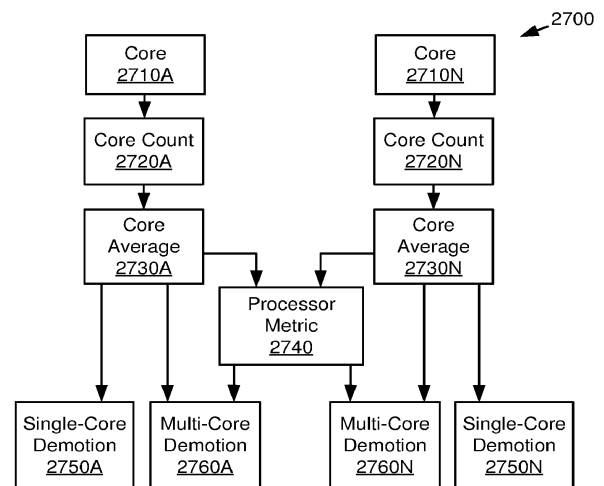 2700
Core
2710A
Core
2710N
Core Count
2720A
Core Count
2720N
Core
Average
2730A
Core
Average
2730N
Processor
Metric
2740
Single-Core
Demotion
2750A
Multi-Core
Demotion
2760A
Multi-Core
Demotion
2760N
Single-Core
Demotion
2750N